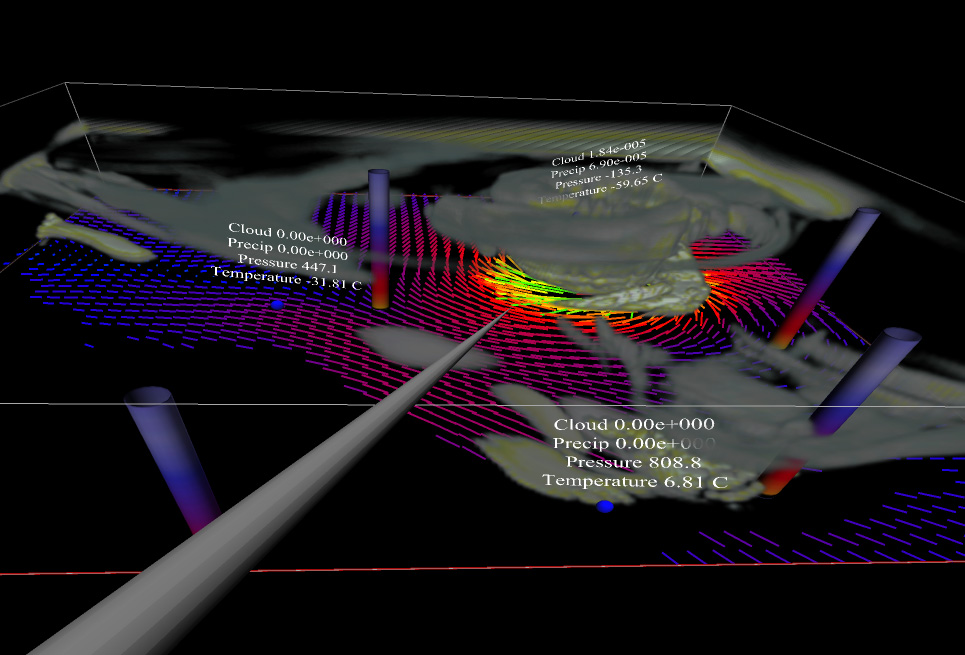 Cloud 1.84e-005
Precip 6.90e-005
Pressure -135.3
Temperature -59.65 C
Cloud 0.00e+000
Precip 0.00e+000
Pressure 447.1
Temperature -31.81 C
Cloud 0.00e+000
Precip 0.00e+000
Pressure 808.8
Temperature 6.81 C